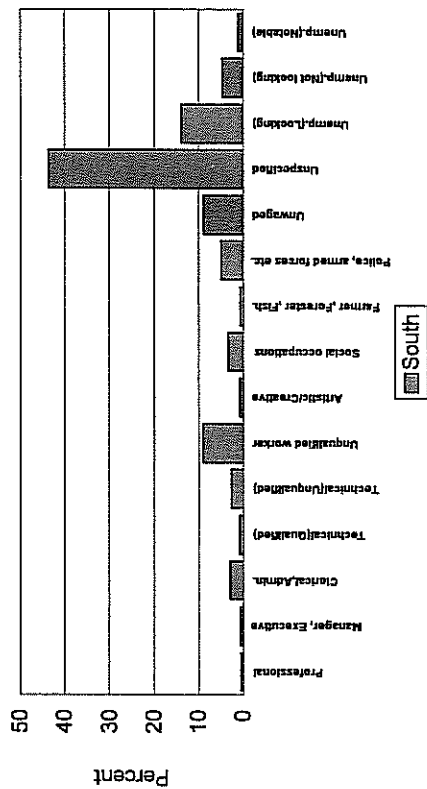 50
40
30
20
10
0
Percent
Professional
Manager, Executive
Clerical,Admin.
Technical(Qualified)
Technical(Unqualified)
Unqualified worker
Artistic/Creative
Social occupations
Farmer, Forester, Fish.
Police, armed forces etc.
Unwaged
Unspecified
Unemp.(Looking)
Unemp.(Not looking)
Unemp.(Notable)
South